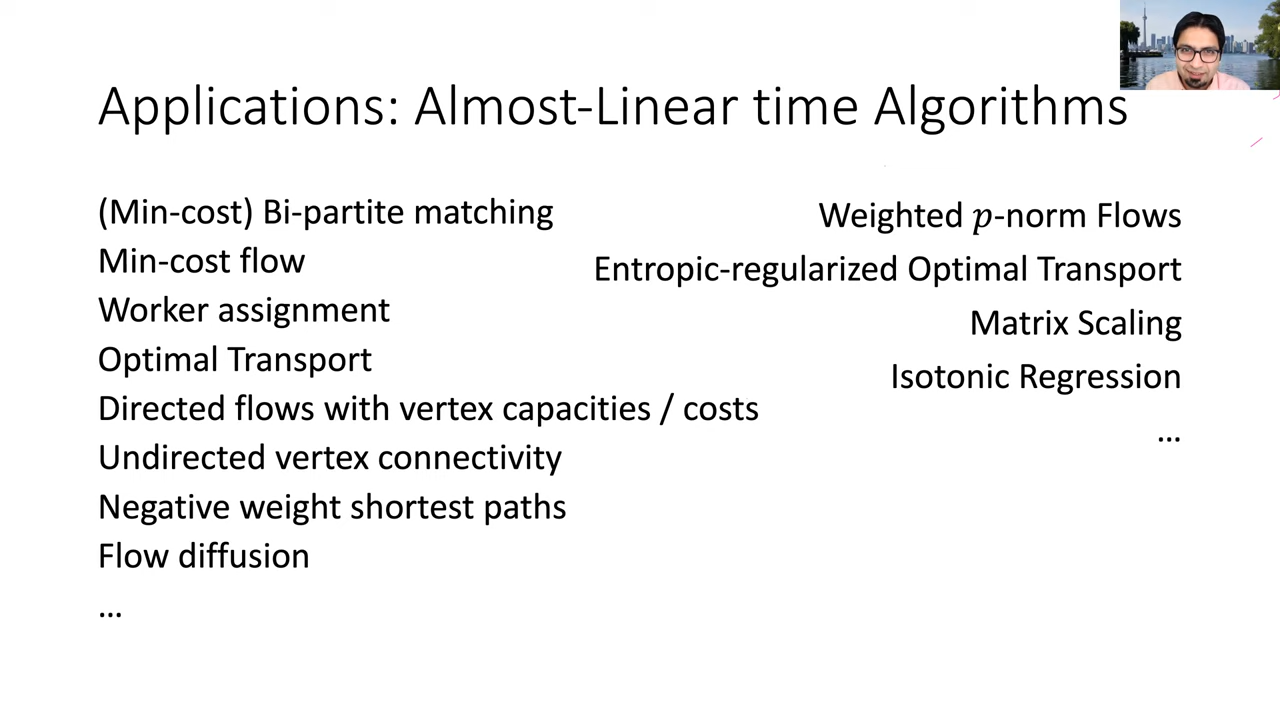 Applications: Almost-Linear time Algorithms
(Min-cost) Bi-partite matching
Min-cost flow
Worker assignment
Optimal Transport
Directed flows with vertex capacities / costs
Undirected vertex connectivity
Negative weight shortest paths
Flow diffusion
...
Weighted p-norm Flows
Entropic-regularized Optimal Transport
Matrix Scaling
Isotonic Regression
...